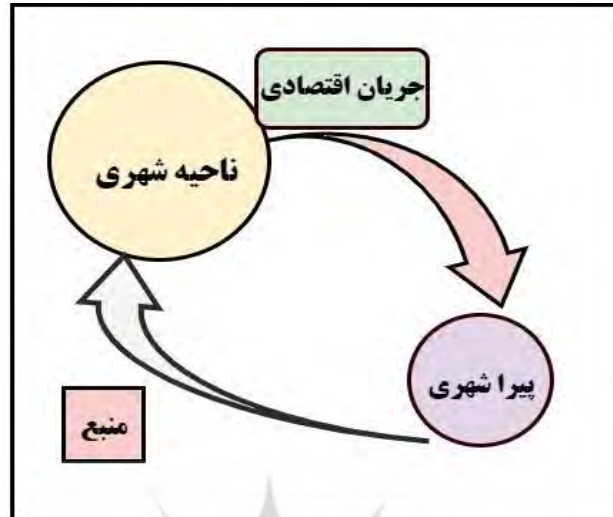 جریان اقتصادی
ناحیه شهری
پیرا شهری
منبع